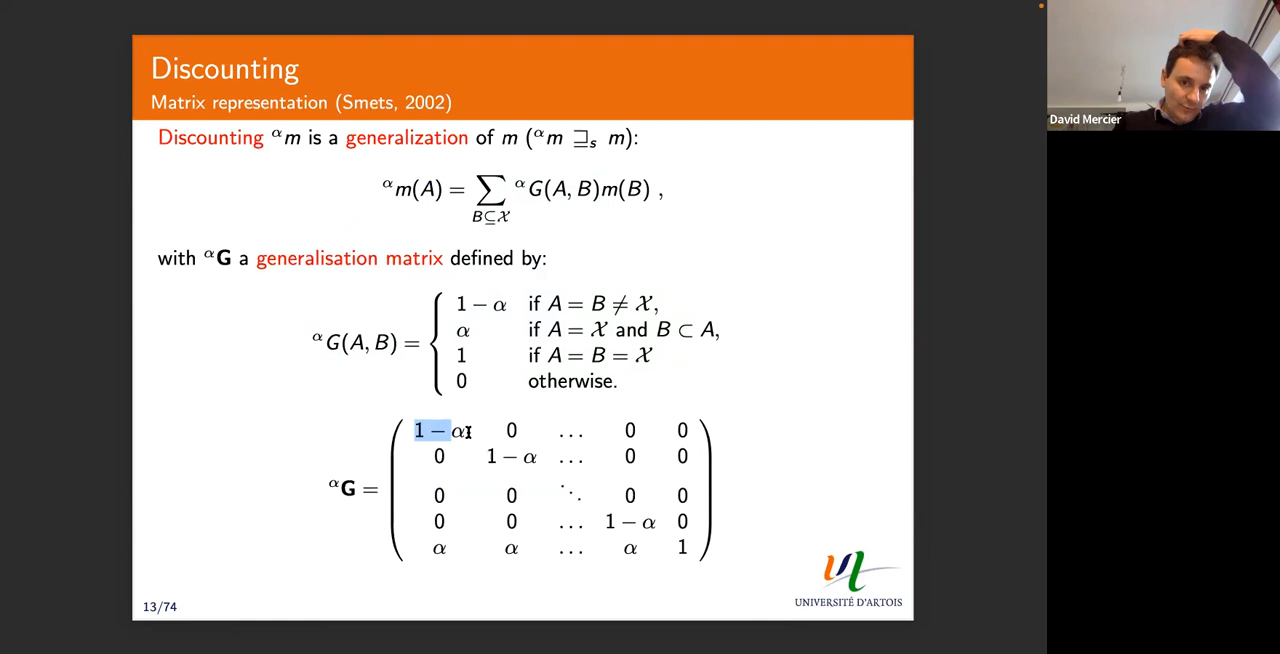 Discounting
Matrix representation (Smets, 2002)
Discounting ᵅm is a generalization of m (ᵅm ⊒ₛ m):
ᵅm(A) = ∑ ᵅG(A, B)m(B) ,
B⊆𝒳
with ᵅG a generalisation matrix defined by:
ᵅG(A, B) = {
1 − α if A = B ≠ 𝒳,
α if A = 𝒳 and B ⊂ A,
1 if A = B = 𝒳
0 otherwise.
ᵅG =
1 − α 0 … 0 0
0 1 − α … 0 0
0 0 ⋱ 0 0
0 0 … 1 − α 0
α α … α 1
13/74
UNIVERSITÉ D'ARTOIS
David Mercier